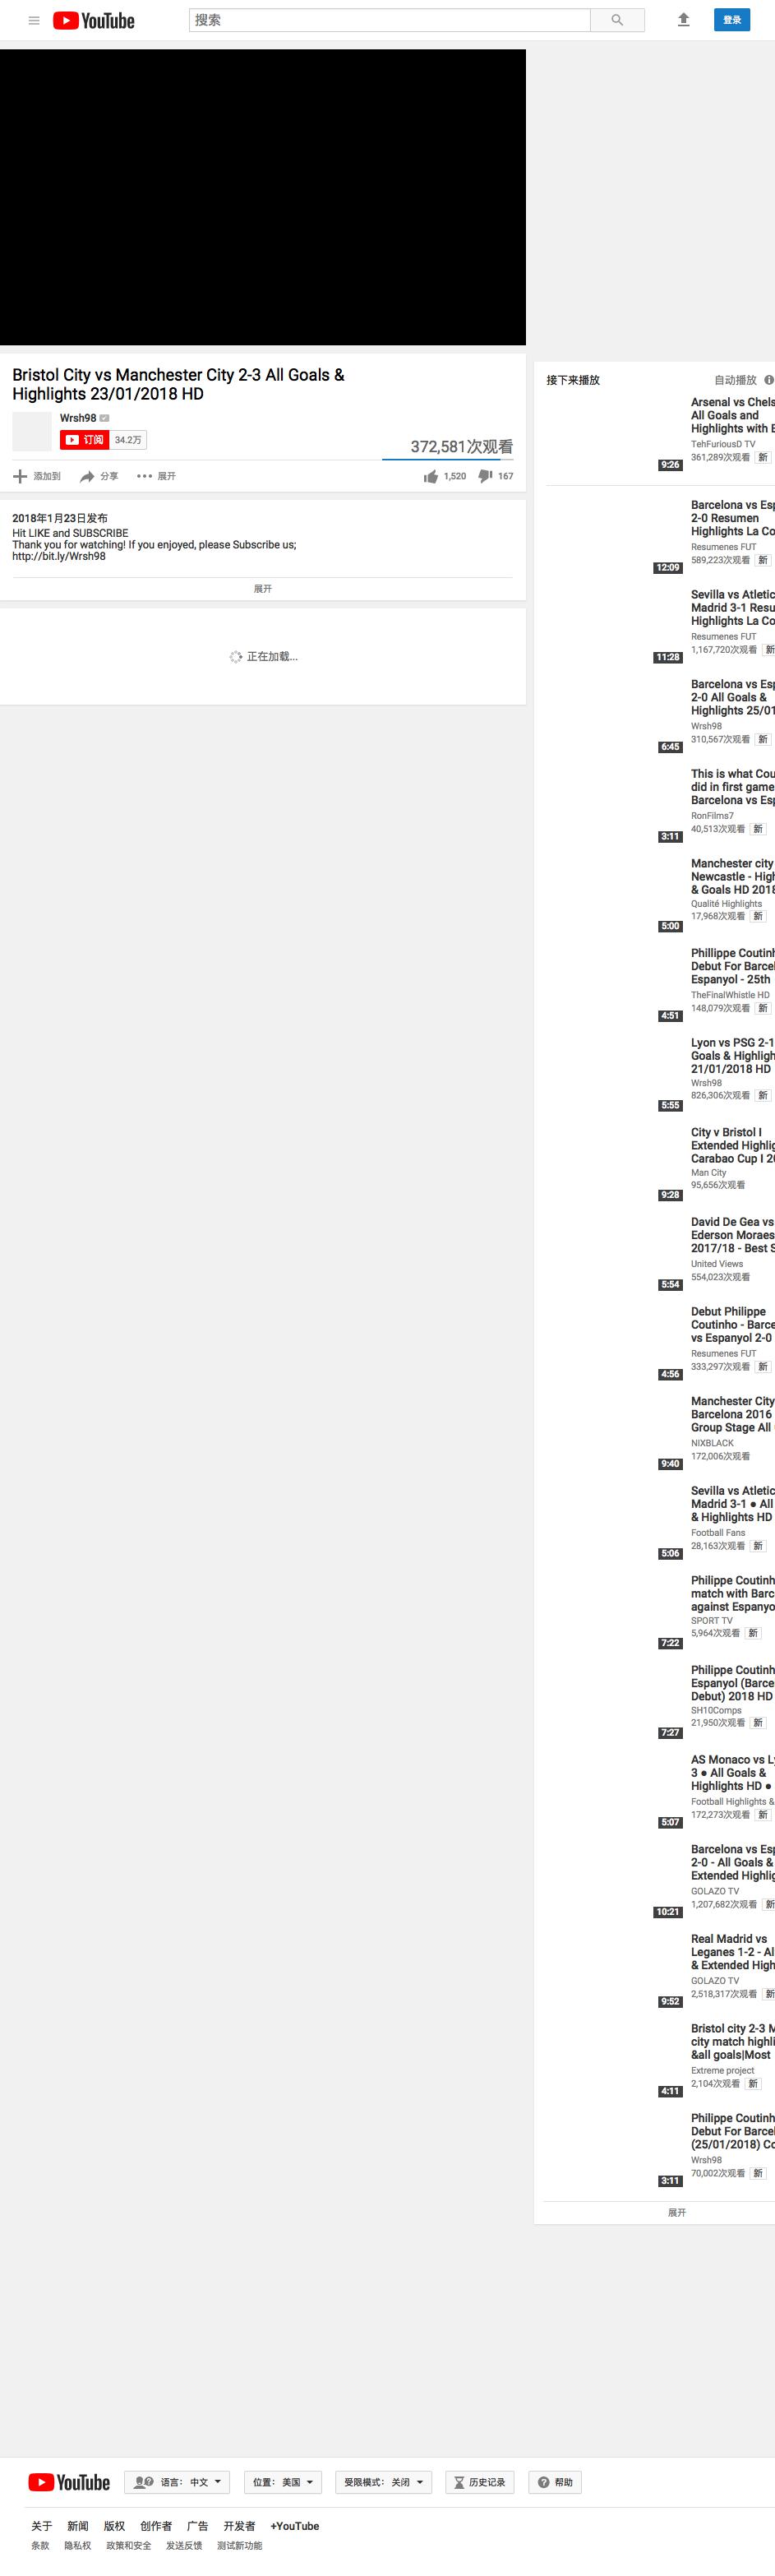 YouTube
搜索
登录
Bristol City vs Manchester City 2-3 All Goals &
Highlights 23/01/2018 HD
Wrsh98
订阅 34.2万
372,581次观看
添加到 分享 展开 1,520 167
2018年1月23日发布
Hit LIKE and SUBSCRIBE
Thank you for watching! If you enjoyed, please Subscribe us;
http://bit.ly/Wrsh98
展开
正在加载...
接下来播放 自动播放
Arsenal vs Chels
All Goals and
Highlights with E
TehFuriousD TV
361,289次观看 新
9:26
Barcelona vs Esp
2-0 Resumen
Highlights La Co
Resumenes FUT
589,223次观看 新
12:09
Sevilla vs Atletic
Madrid 3-1 Resu
Highlights La Co
Resumenes FUT
1,167,720次观看 新
11:28
Barcelona vs Esp
2-0 All Goals &
Highlights 25/01
Wrsh98
310,567次观看 新
6:45
This is what Cou
did in first game
Barcelona vs Esp
RonFilms7
40,513次观看 新
3:11
Manchester city
Newcastle - High
& Goals HD 2018
Qualité Highlights
17,968次观看 新
5:00
Phillippe Coutinh
Debut For Barcel
Espanyol - 25th
TheFinalWhistle HD
148,079次观看 新
4:51
Lyon vs PSG 2-1
Goals & Highligh
21/01/2018 HD
Wrsh98
826,306次观看 新
5:55
City v Bristol I
Extended Highlig
Carabao Cup I 20
Man City
95,656次观看
9:28
David De Gea vs
Ederson Moraes
2017/18 - Best S
United Views
554,023次观看
5:54
Debut Philippe
Coutinho - Barce
vs Espanyol 2-0
Resumenes FUT
333,297次观看 新
4:56
Manchester City
Barcelona 2016
Group Stage All
NIXBLACK
172,006次观看
9:40
Sevilla vs Atletic
Madrid 3-1 ● All
& Highlights HD
Football Fans
28,163次观看 新
5:06
Philippe Coutinh
match with Barc
against Espanyo
SPORT TV
5,964次观看 新
7:22
Philippe Coutinh
Espanyol (Barce
Debut) 2018 HD
SH10Comps
21,950次观看 新
7:27
AS Monaco vs Ly
3 ● All Goals &
Highlights HD ●
Football Highlights &
172,273次观看 新
5:07
Barcelona vs Esp
2-0 - All Goals &
Extended Highlig
GOLAZO TV
1,207,682次观看 新
10:21
Real Madrid vs
Leganes 1-2 - Al
& Extended High
GOLAZO TV
2,518,317次观看 新
9:52
Bristol city 2-3 M
city match highli
&all goals|Most
Extreme project
2,104次观看 新
4:11
Philippe Coutinh
Debut For Barcel
(25/01/2018) Co
Wrsh98
70,002次观看 新
3:11
展开
YouTube
语言： 中文 位置： 美国 受限模式： 关闭 历史记录 帮助
关于 新闻 版权 创作者 广告 开发者 +YouTube
条款 隐私权 政策和安全 发送反馈 测试新功能